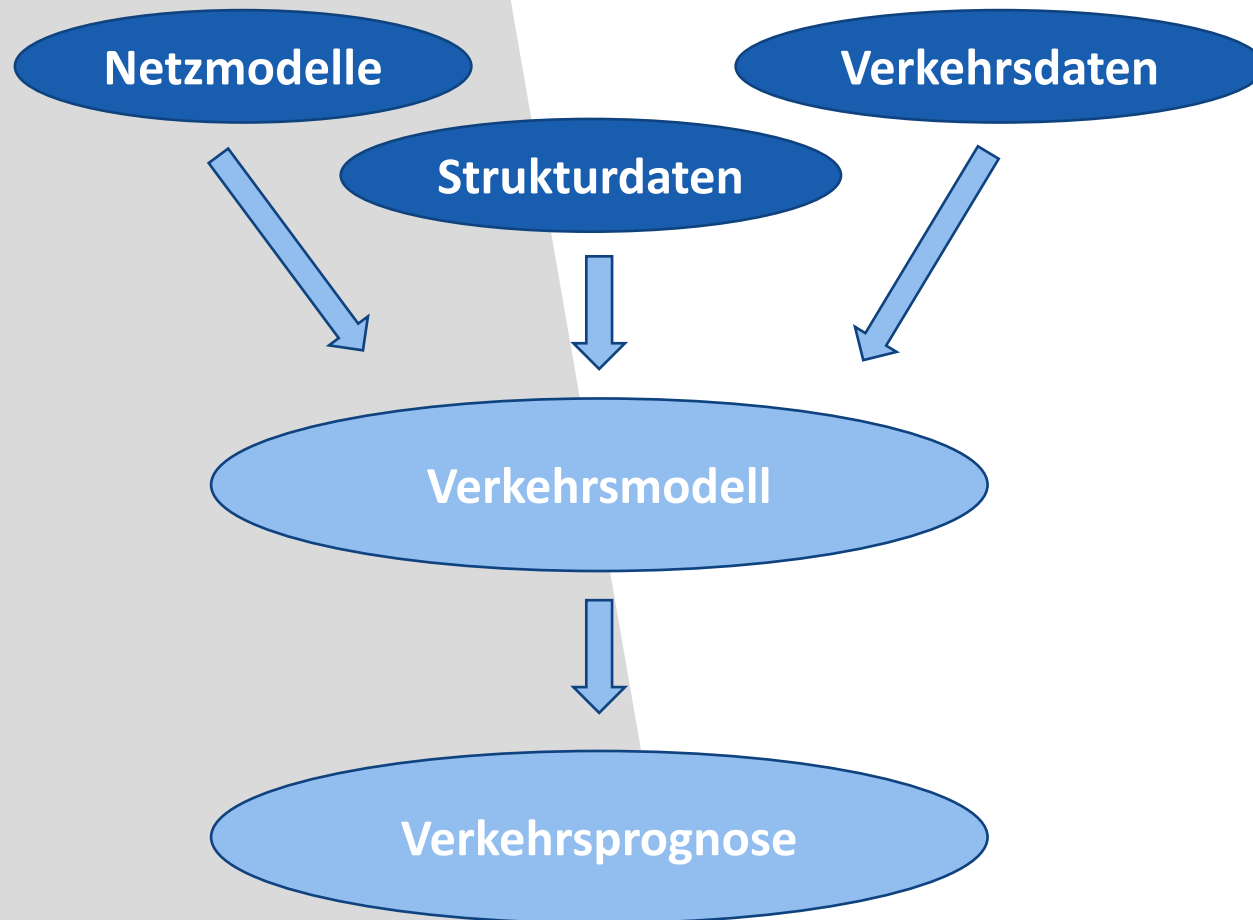 Netzmodelle
Verkehrsdaten
Strukturdaten
Verkehrsmodell
Verkehrsprognose